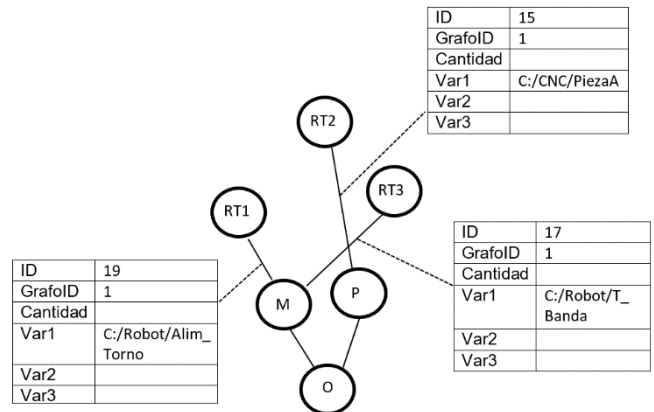 ID 15
GrafoID 1
Cantidad
Var1 C:/CNC/PiezaA
Var2
Var3
RT2
RT3
RT1
ID 19
GrafoID 1
Cantidad
Var1 C:/Robot/Alim_
Torno
Var2
Var3
M
P
ID 17
GrafoID 1
Cantidad
Var1 C:/Robot/T_
Banda
Var2
Var3
O